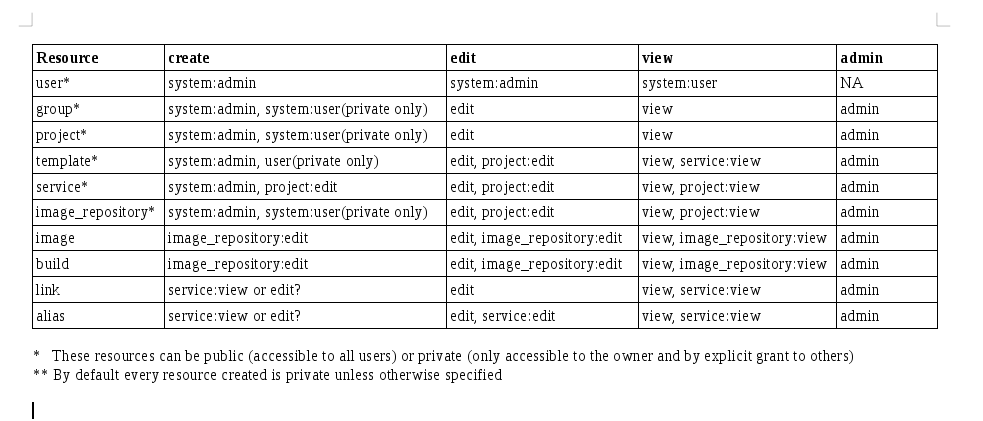 Resource create edit view admin
user* system:admin system:admin system:user NA
group* system:admin, system:user(private only) edit view admin
project* system:admin, system:user(private only) edit view admin
template* system:admin, user(private only) edit, project:edit view, service:view admin
service* system:admin, project:edit edit, project:edit view, project:view admin
image_repository* system:admin, system:user(private only) edit, project:edit view, project:view admin
image image_repository:edit edit, image_repository:edit view, image_repository:view admin
build image_repository:edit edit, image_repository:edit view, image_repository:view admin
link service:view or edit? edit view, service:view admin
alias service:view or edit? edit, service:edit view, service:view admin
* These resources can be public (accessible to all users) or private (only accessible to the owner and by explicit grant to others)
** By default every resource created is private unless otherwise specified